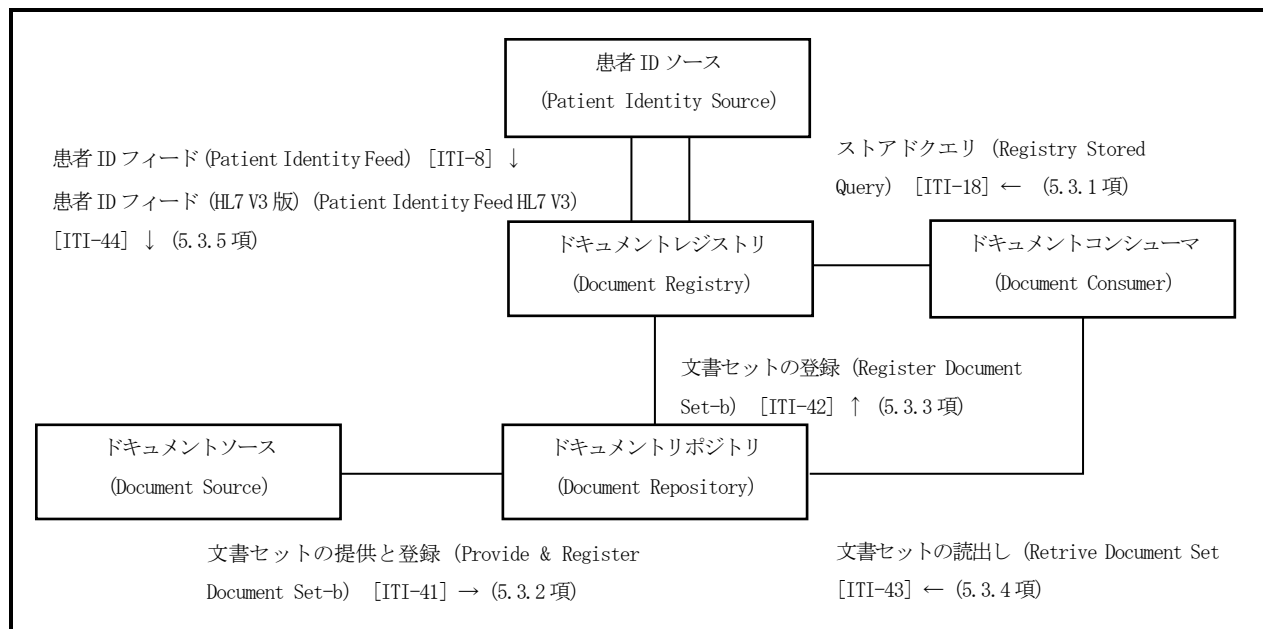 患者 ID ソース
(Patient Identity Source)
患者 ID フィード (Patient Identity Feed) [ITI-8] ↓
患者 ID フィード (HL7 V3 版) (Patient Identity Feed HL7 V3)
[ITI-44] ↓ (5.3.5 項)
ストアドクエリ (Registry Stored
Query) [ITI-18] ← (5.3.1 項)
ドキュメントレジストリ
(Document Registry)
ドキュメントコンシューマ
(Document Consumer)
文書セットの登録 (Register Document
Set-b) [ITI-42] ↑ (5.3.3 項)
ドキュメントソース
(Document Source)
ドキュメントリポジトリ
(Document Repository)
文書セットの提供と登録 (Provide & Register
Document Set-b) [ITI-41] → (5.3.2 項)
文書セットの読出し (Retrive Document Set
[ITI-43] ← (5.3.4 項)